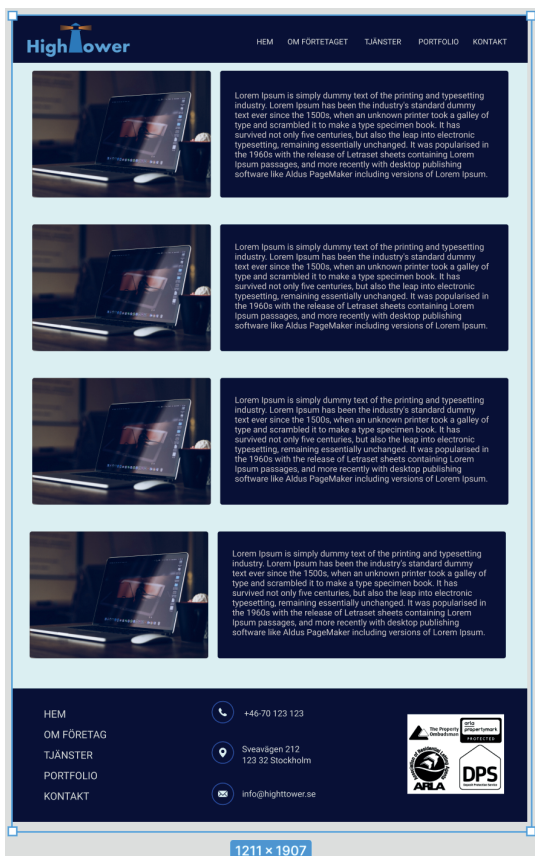 HighTower
HEM OM FÖRTETAGET TJÄNSTER PORTFOLIO KONTAKT
Lorem Ipsum is simply dummy text of the printing and typesetting
industry. Lorem Ipsum has been the industry's standard dummy
text ever since the 1500s, when an unknown printer took a galley of
type and scrambled it to make a type specimen book. It has
survived not only five centuries, but also the leap into electronic
typesetting, remaining essentially unchanged. It was popularised in
the 1960s with the release of Letraset sheets containing Lorem
Ipsum passages, and more recently with desktop publishing
software like Aldus PageMaker including versions of Lorem Ipsum.
Lorem Ipsum is simply dummy text of the printing and typesetting
industry. Lorem Ipsum has been the industry's standard dummy
text ever since the 1500s, when an unknown printer took a galley of
type and scrambled it to make a type specimen book. It has
survived not only five centuries, but also the leap into electronic
typesetting, remaining essentially unchanged. It was popularised in
the 1960s with the release of Letraset sheets containing Lorem
Ipsum passages, and more recently with desktop publishing
software like Aldus PageMaker including versions of Lorem Ipsum.
Lorem Ipsum is simply dummy text of the printing and typesetting
industry. Lorem Ipsum has been the industry's standard dummy
text ever since the 1500s, when an unknown printer took a galley of
type and scrambled it to make a type specimen book. It has
survived not only five centuries, but also the leap into electronic
typesetting, remaining essentially unchanged. It was popularised in
the 1960s with the release of Letraset sheets containing Lorem
Ipsum passages, and more recently with desktop publishing
software like Aldus PageMaker including versions of Lorem Ipsum.
Lorem Ipsum is simply dummy text of the printing and typesetting
industry. Lorem Ipsum has been the industry's standard dummy
text ever since the 1500s, when an unknown printer took a galley of
type and scrambled it to make a type specimen book. It has
survived not only five centuries, but also the leap into electronic
typesetting, remaining essentially unchanged. It was popularised in
the 1960s with the release of Letraset sheets containing Lorem
Ipsum passages, and more recently with desktop publishing
software like Aldus PageMaker including versions of Lorem Ipsum.
HEM
OM FÖRETAG
TJÄNSTER
PORTFOLIO
KONTAKT
+46-70 123 123
Sveavägen 212
123 32 Stockholm
info@highttower.se
The Property
Ombudsman
arla
propertymark
PROTECTED
Association of Residential Letting Agents
ARLA
DPS
Deposit Protection Service
1211 × 1907